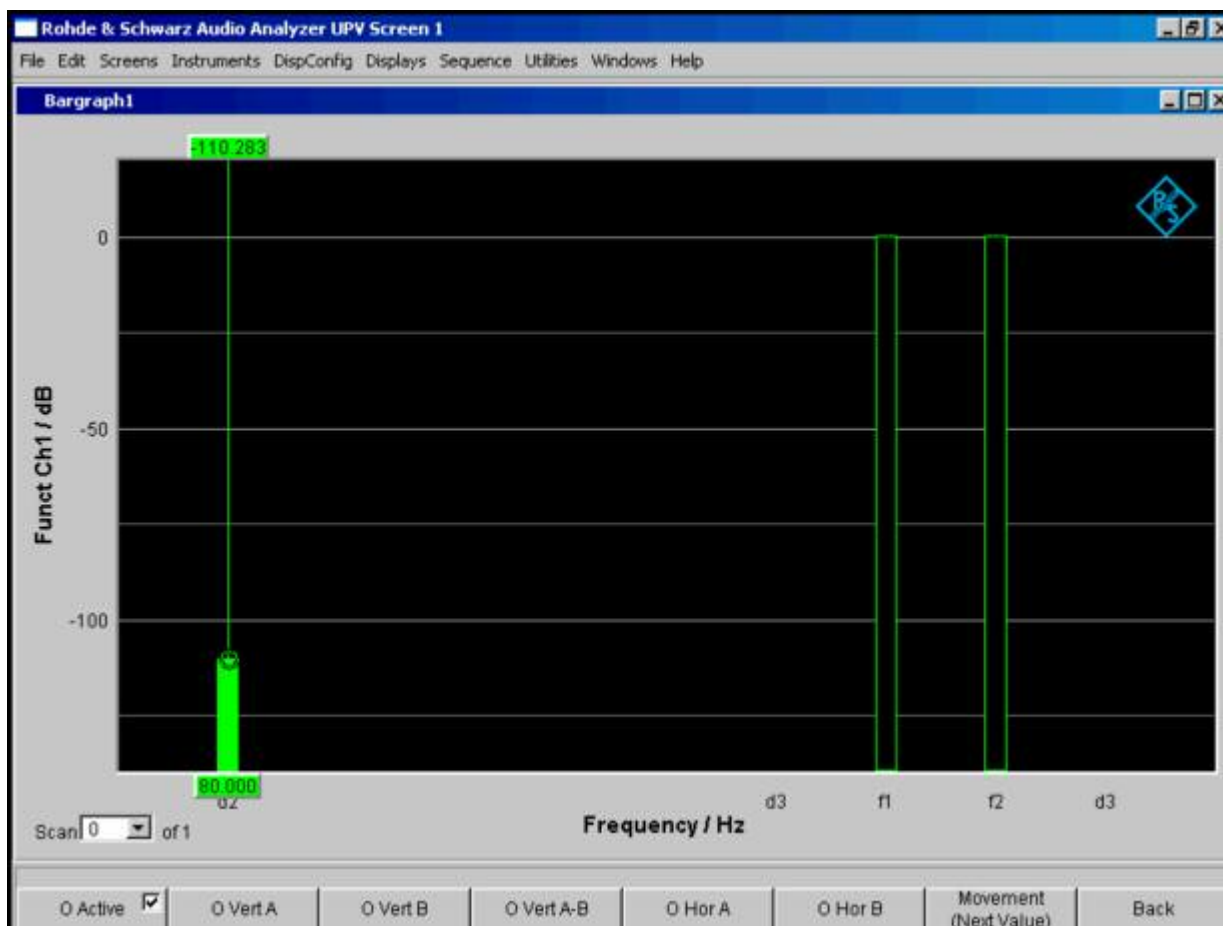 Rohde & Schwarz Audio Analyzer UPV Screen 1
File Edit Screens Instruments DispConfig Displays Sequence Utilities Windows Help
Bargraph1
-110.283
0
-50
-100
Funct Ch1 / dB
80.000
d2 d3 f1 f2 d3
Frequency / Hz
Scan 0 of 1
O Active O Vert A O Vert B O Vert A-B O Hor A O Hor B Movement Back
(Next Value)